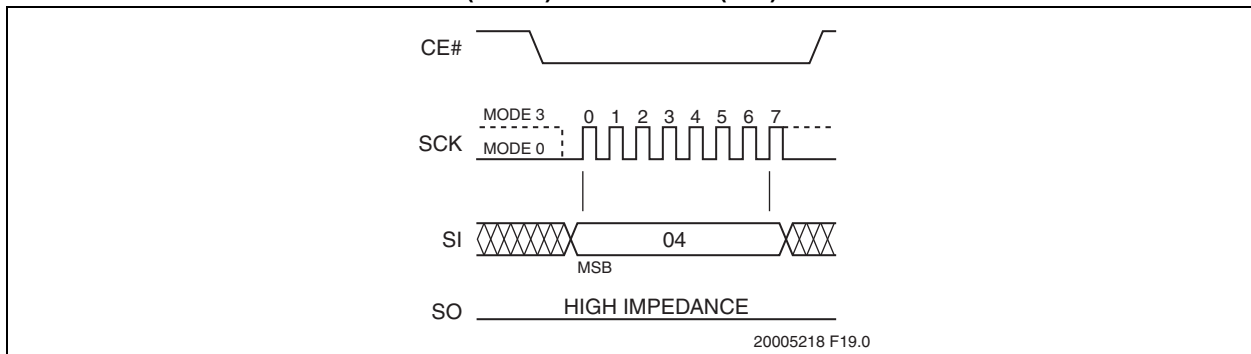 CE#
MODE 3
0 1 2 3 4 5 6 7
SCK
MODE 0
SI
04
MSB
SO
HIGH IMPEDANCE
20005218 F19.0